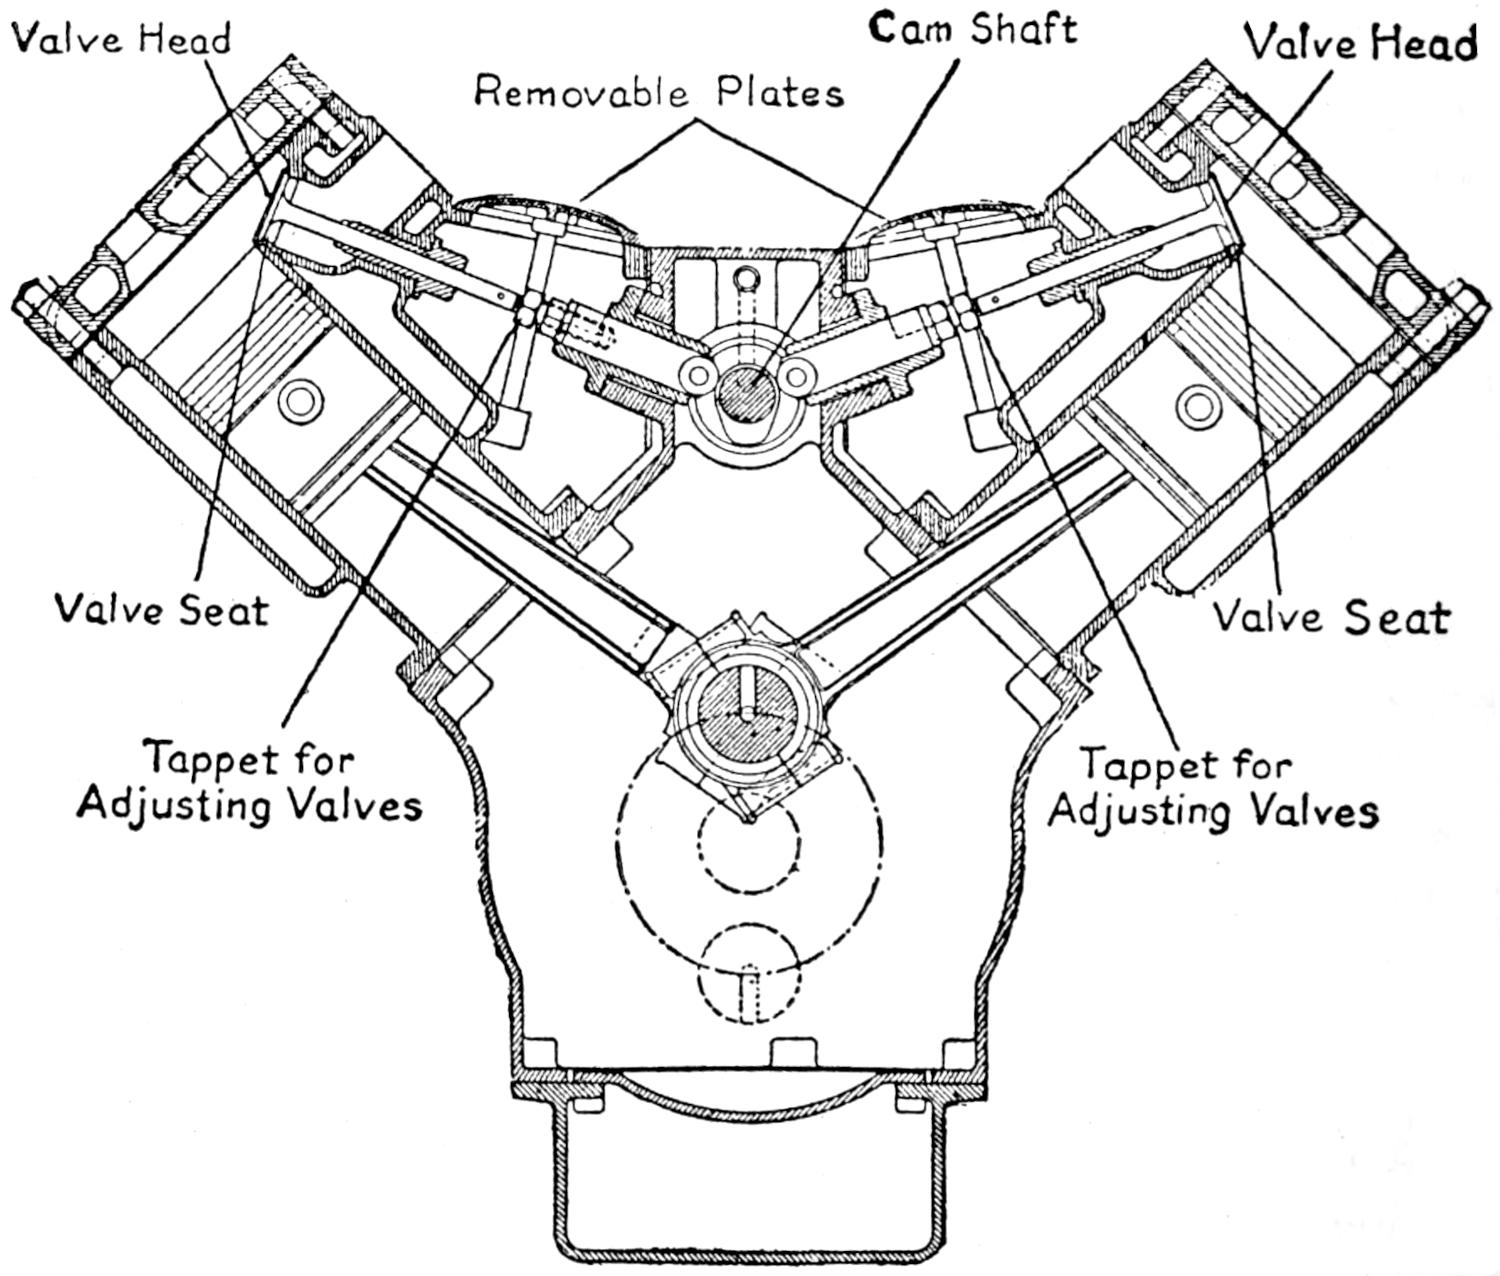 Valve Head
Cam Shaft
Valve Head
Removable Plates
Valve Seat
Valve Seat
Tappet for
Adjusting Valves
Tappet for
Adjusting Valves